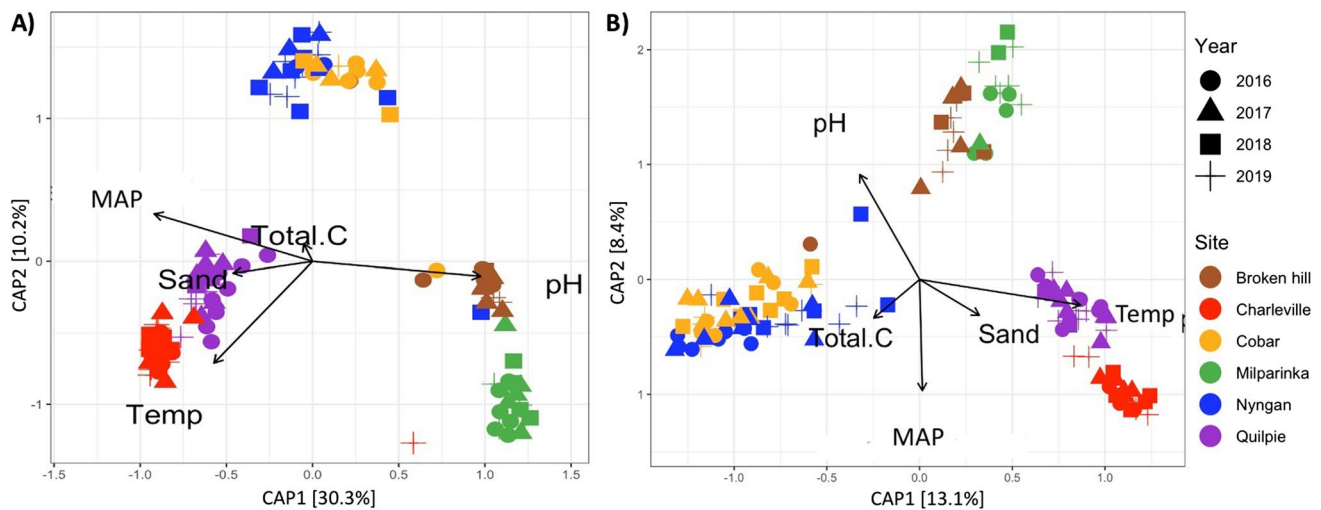 A)
B)
MAP
Total.C
Sand
pH
Temp
1
0
-1
CAP2 [10.2%]
-1.5
-1.0
-0.5
0.0
0.5
1.0
1.5
CAP1 [30.3%]
pH
Total.C
Sand
Temp
MAP
2
1
0
1
CAP2 [8.4%]
-1.0
-0.5
0.0
0.5
1.0
CAP1 [13.1%]
Year
2016
2017
2018
2019
Site
Broken hill
Charleville
Cobar
Milparinka
Nyngan
Quilpie